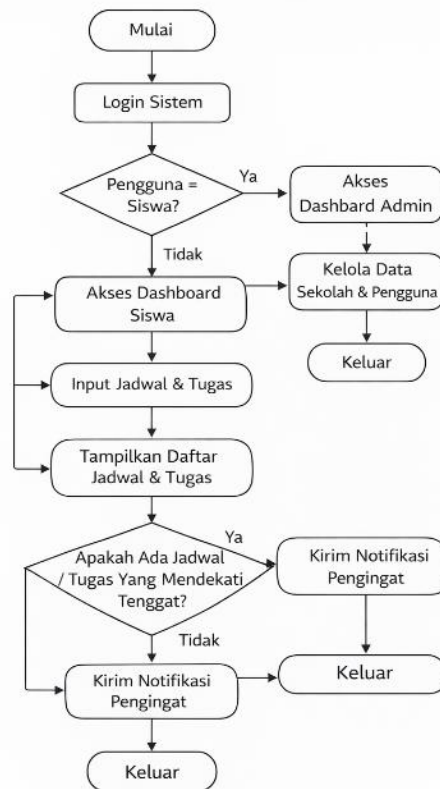 Mulai
Login Sistem
Pengguna =
Siswa?
Ya
Akses
Dashbard Admin
Tidak
Akses Dashboard
Siswa
Kelola Data
Sekolah & Pengguna
Keluar
Input Jadwal & Tugas
Tampilkan Daftar
Jadwal & Tugas
Apakah Ada Jadwal
/ Tugas Yang Mendekati
Tenggat?
Ya
Kirim Notifikasi
Pengingat
Tidak
Kirim Notifikasi
Pengingat
Keluar
Keluar